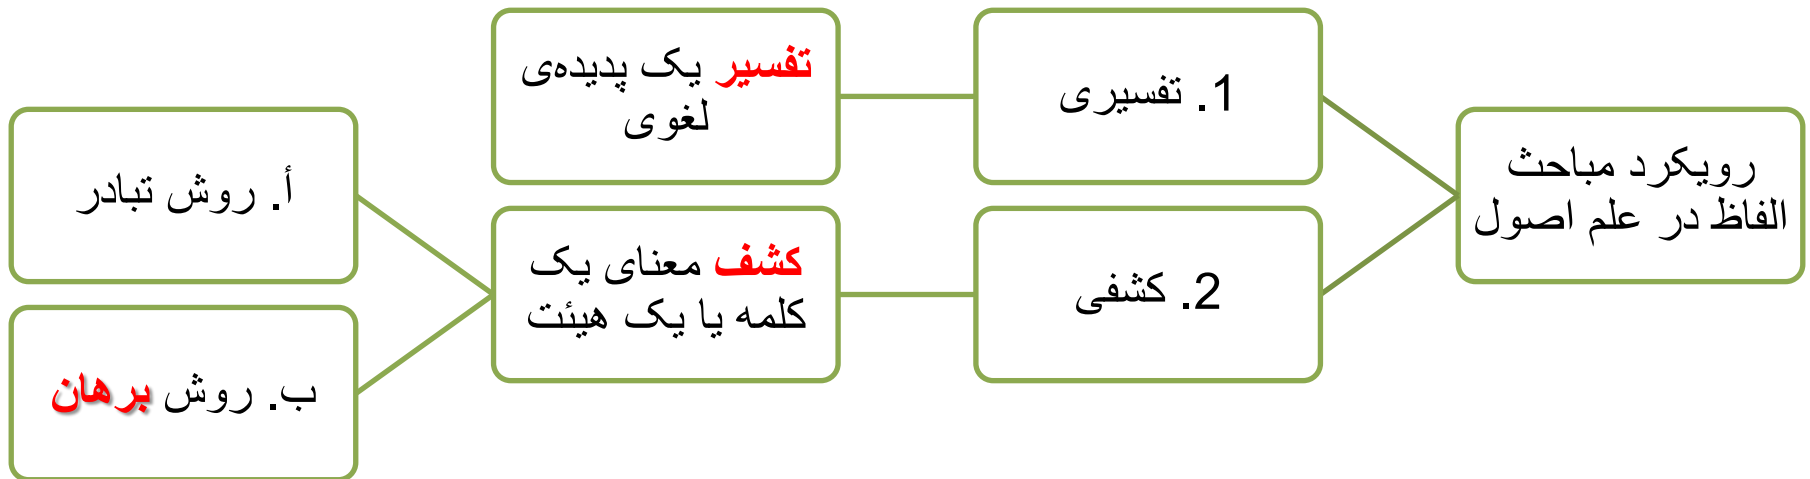 رویکرد مباحث
الفاظ در علم اصول
1. تفسیری
تفسیر یک پدیده‌ی
لغوی
2. کشفی
کشف معنای یک
کلمه یا یک هیئت
أ. روش تبادر
ب. روش برهان